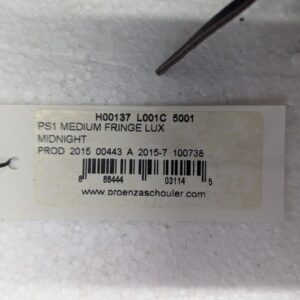 H00137 L001C 5001
PS1 MEDIUM FRINGE LUX
MIDNIGHT
PROD 2015 00443 A 2015-7 100738
8 88444 03114 5
www.proenzaschouler.com